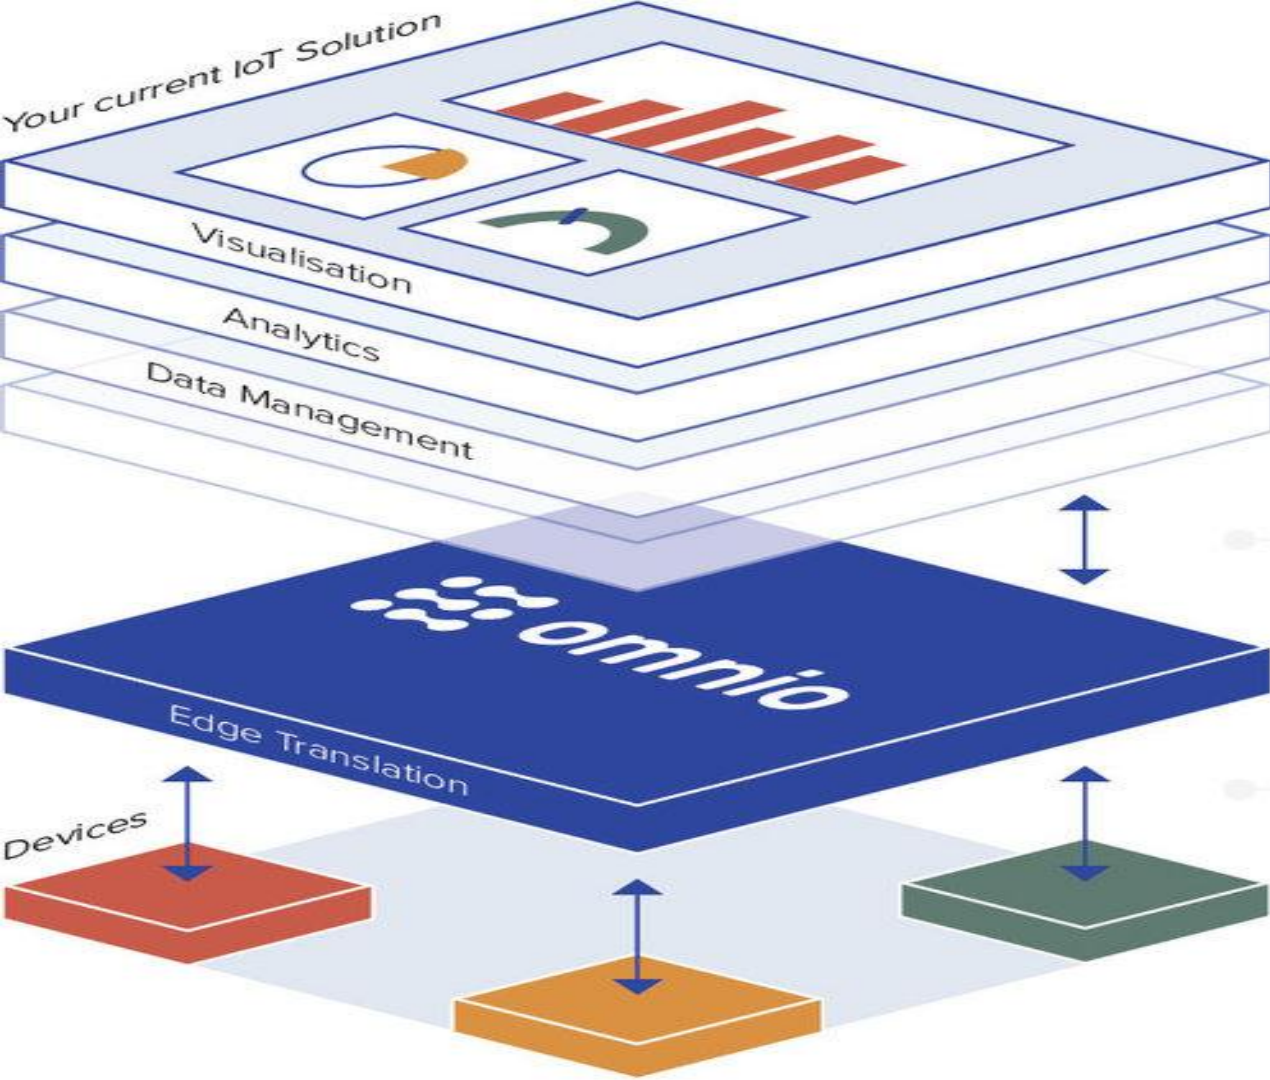 Your current IoT Solution
Visualisation
Analytics
Data Management
omnio
Edge Translation
Devices